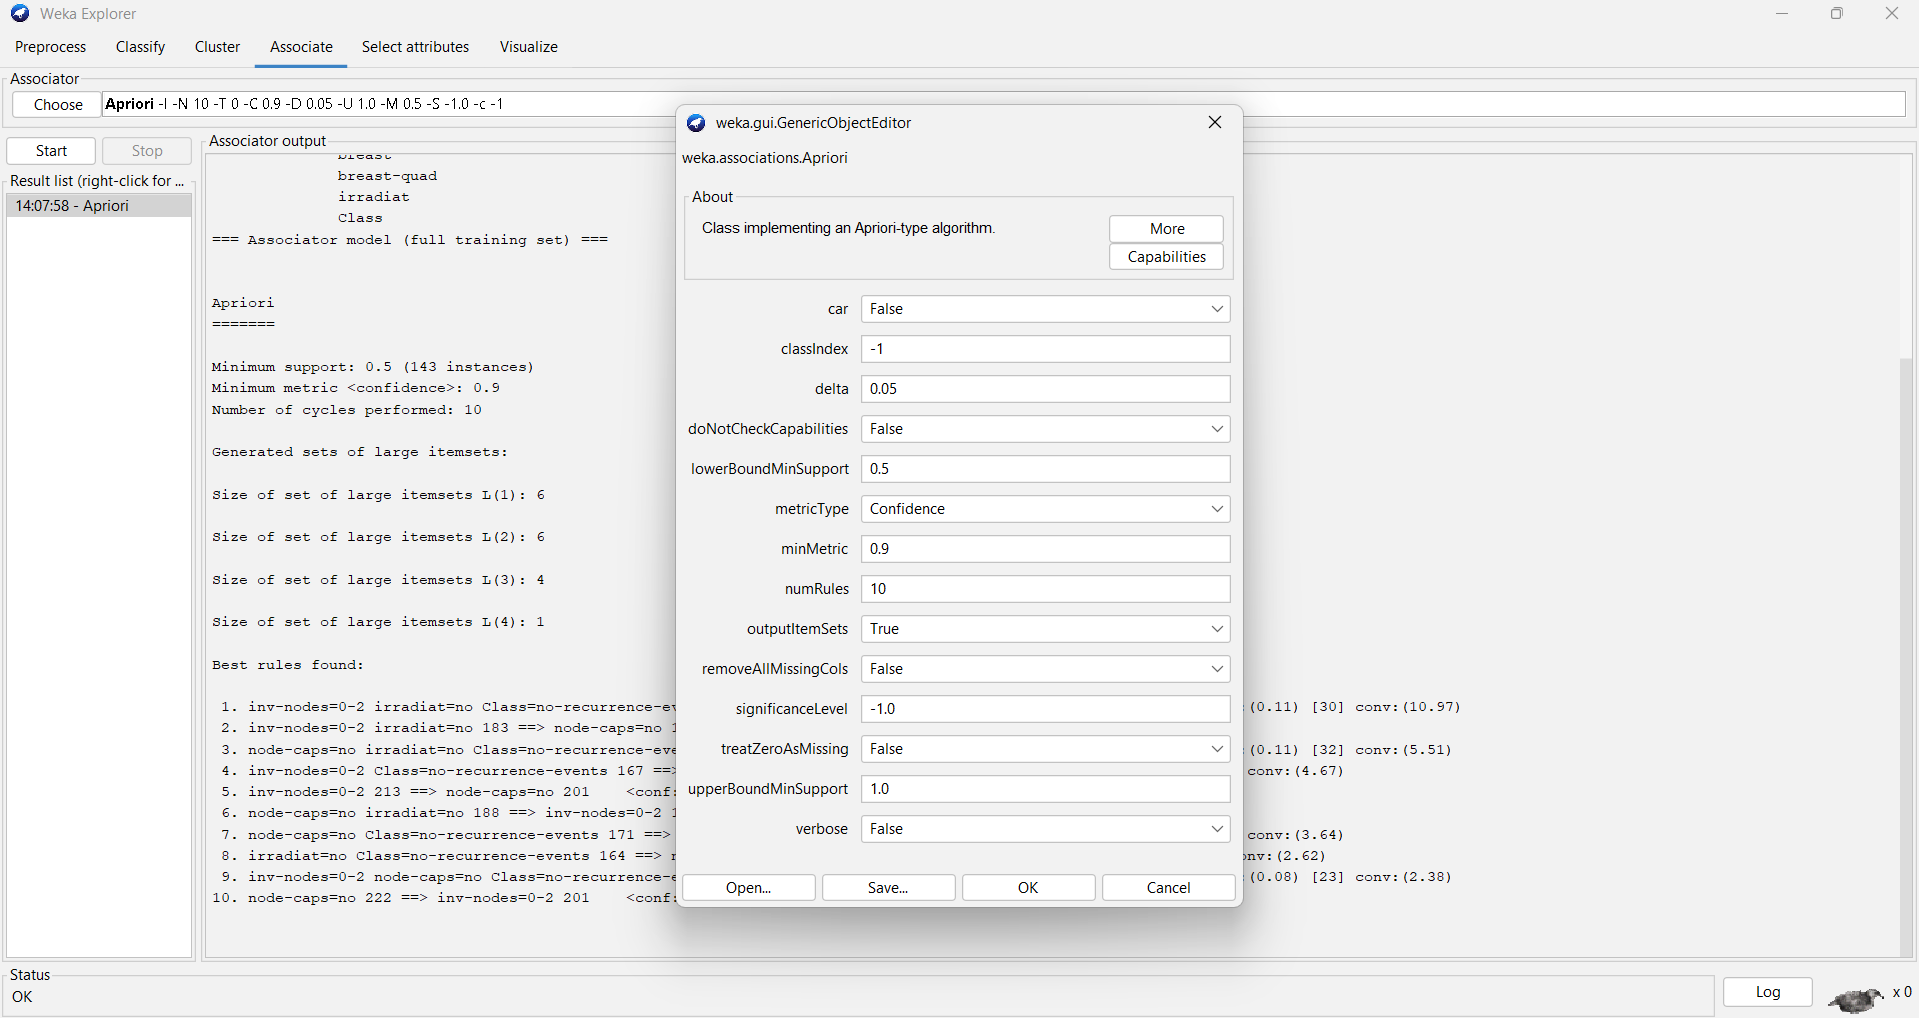 Weka Explorer
Preprocess Classify Cluster Associate Select attributes Visualize
Associator
Choose Apriori -I -N 10 -T 0 -C 0.9 -D 0.05 -U 1.0 -M 0.5 -S -1.0 -c -1
Start Stop
Result list (right-click for ...
14:07:58 - Apriori
Associator output
breast
breast-quad
irradiat
Class
=== Associator model (full training set) ===
Apriori
=======
Minimum support: 0.5 (143 instances)
Minimum metric <confidence>: 0.9
Number of cycles performed: 10
Generated sets of large itemsets:
Size of set of large itemsets L(1): 6
Size of set of large itemsets L(2): 6
Size of set of large itemsets L(3): 4
Size of set of large itemsets L(4): 1
Best rules found:
1. inv-nodes=0-2 irradiat=no Class=no-recurrence-ev (0.11) [30] conv:(10.97)
2. inv-nodes=0-2 irradiat=no 183 ==> node-caps=no 1
3. node-caps=no irradiat=no Class=no-recurrence-eve :(0.11) [32] conv:(5.51)
4. inv-nodes=0-2 Class=no-recurrence-events 167 ==> conv:(4.67)
5. inv-nodes=0-2 213 ==> node-caps=no 201 <conf:
6. node-caps=no irradiat=no 188 ==> inv-nodes=0-2 1
7. node-caps=no Class=no-recurrence-events 171 ==> conv:(3.64)
8. irradiat=no Class=no-recurrence-events 164 ==> nv:(2.62)
9. inv-nodes=0-2 node-caps=no Class=no-recurrence-e (0.08) [23] conv:(2.38)
10. node-caps=no 222 ==> inv-nodes=0-2 201 <conf:
weka.gui.GenericObjectEditor
weka.associations.Apriori
About
Class implementing an Apriori-type algorithm.
More
Capabilities
car False
classIndex -1
delta 0.05
doNotCheckCapabilities False
lowerBoundMinSupport 0.5
metricType Confidence
minMetric 0.9
numRules 10
outputItemSets True
removeAllMissingCols False
significanceLevel -1.0
treatZeroAsMissing False
upperBoundMinSupport 1.0
verbose False
Open... Save... OK Cancel
Status
OK
Log x 0